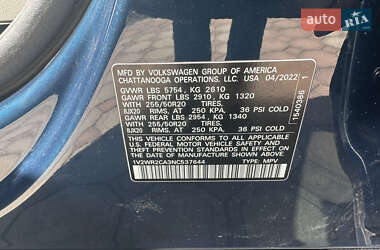 auto RIA
MFD BY VOLKSWAGEN GROUP OF AMERICA
CHATTANOOGA OPERATIONS, LLC. USA 04/2022
GVWR LBS 5754, KG 2610
GAWR FRONT LBS 2910, KG 1320
WITH 255/50R20 TIRES,
8JX20 RIMS, AT 250 KPA, 36 PSI COLD
GAWR REAR LBS 2954, KG 1340
WITH 255/50R20 TIRES,
8JX20 RIMS, AT 250 KPA, 36 PSI COLD
THIS VEHICLE CONFORMS TO ALL APPLICABLE
U.S. FEDERAL MOTOR VEHICLE SAFETY STANDARDS
IN EFFECT ON THE DATE OF MANUFACTURE SHOWN ABOVE.
1V2WR2CA3NC537644 TYPE: MPV
1540386 1